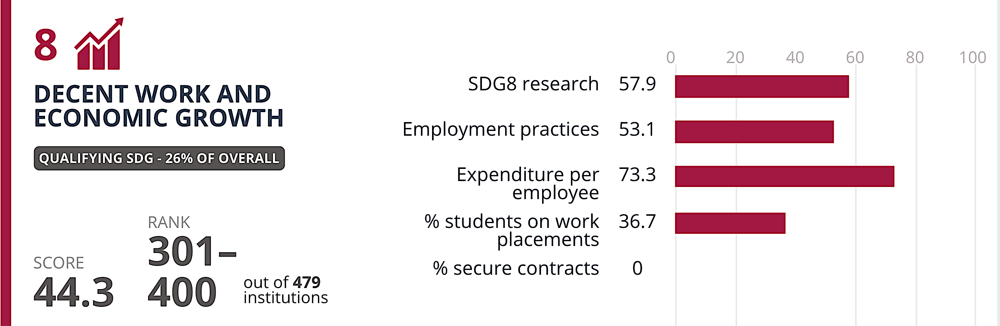 8
DECENT WORK AND
ECONOMIC GROWTH
QUALIFYING SDG - 26% OF OVERALL
SCORE
44.3
RANK
301–
400
out of 479
institutions
0 20 40 60 80 100
SDG8 research 57.9
Employment practices 53.1
Expenditure per 73.3
employee
% students on work 36.7
placements
% secure contracts 0